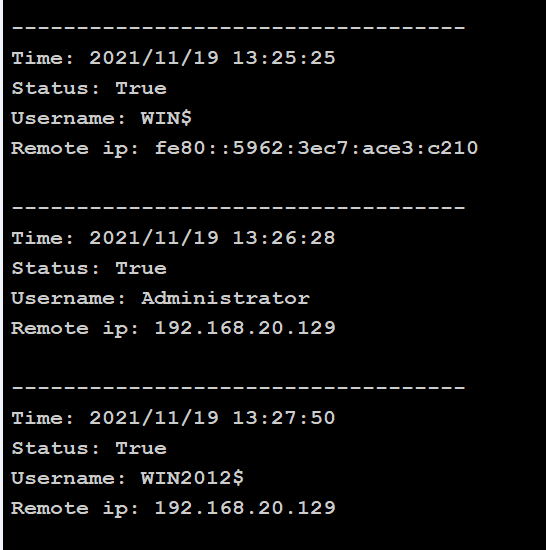 -----------------------------------
Time: 2021/11/19 13:25:25
Status: True
Username: WIN$
Remote ip: fe80::5962:3ec7:ace3:c210
-----------------------------------
Time: 2021/11/19 13:26:28
Status: True
Username: Administrator
Remote ip: 192.168.20.129
-----------------------------------
Time: 2021/11/19 13:27:50
Status: True
Username: WIN2012$
Remote ip: 192.168.20.129